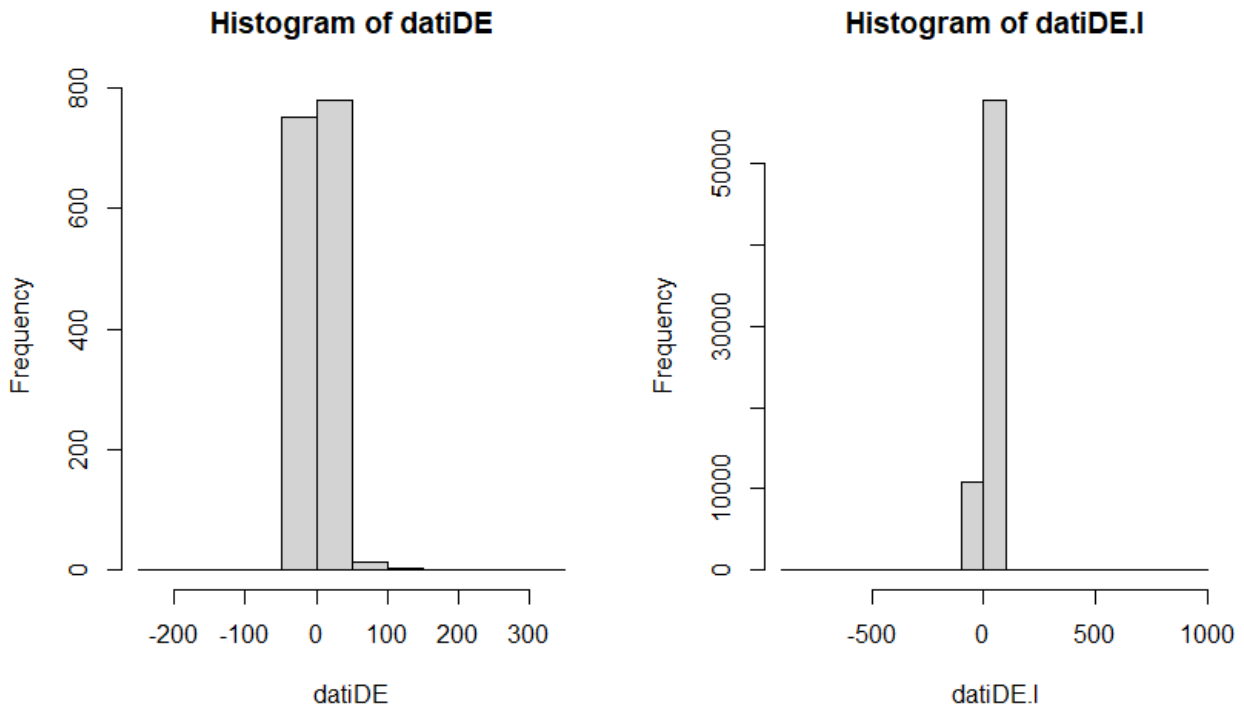 Histogram of datiDE
Frequency
0 200 400 600 800
-200 -100 0 100 200 300
datiDE
Histogram of datiDE.I
Frequency
0 10000 30000 50000
-500 0 500 1000
datiDE.I